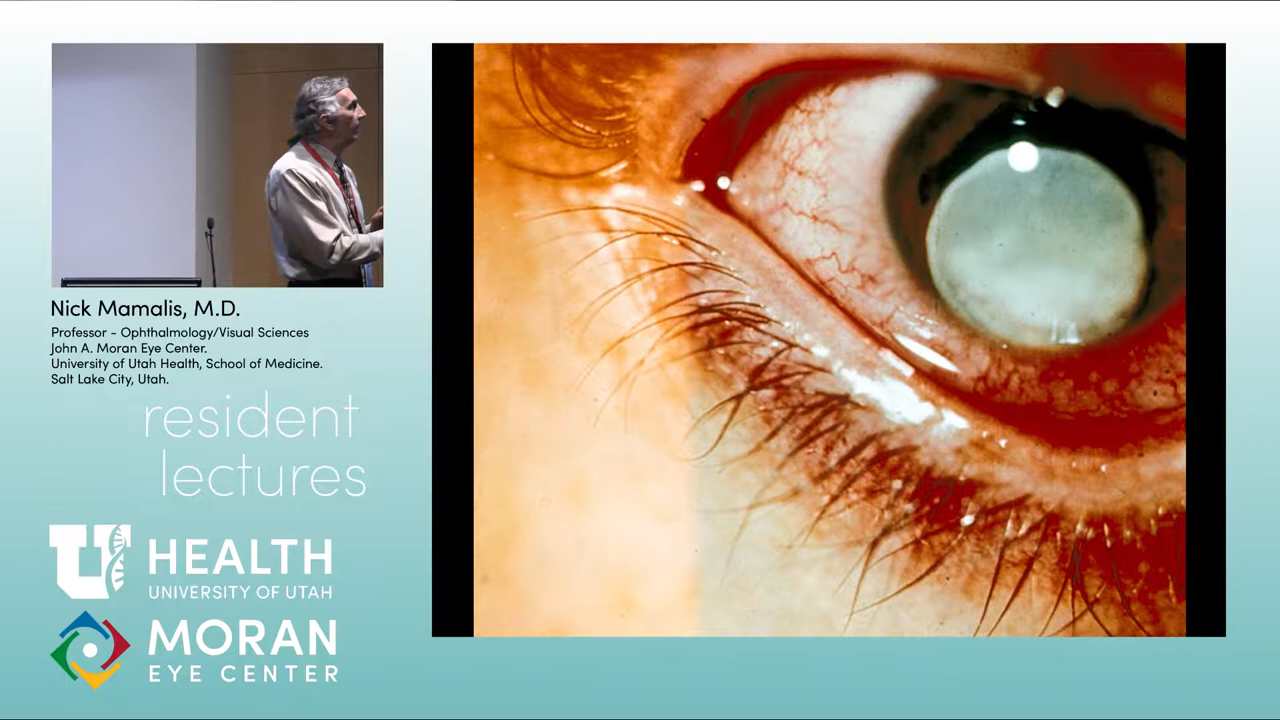 Nick Mamalis, M.D.
Professor - Ophthalmology/Visual Sciences
John A. Moran Eye Center.
University of Utah Health, School of Medicine.
Salt Lake City, Utah.
resident
lectures
U HEALTH
UNIVERSITY OF UTAH
MORAN
EYE CENTER